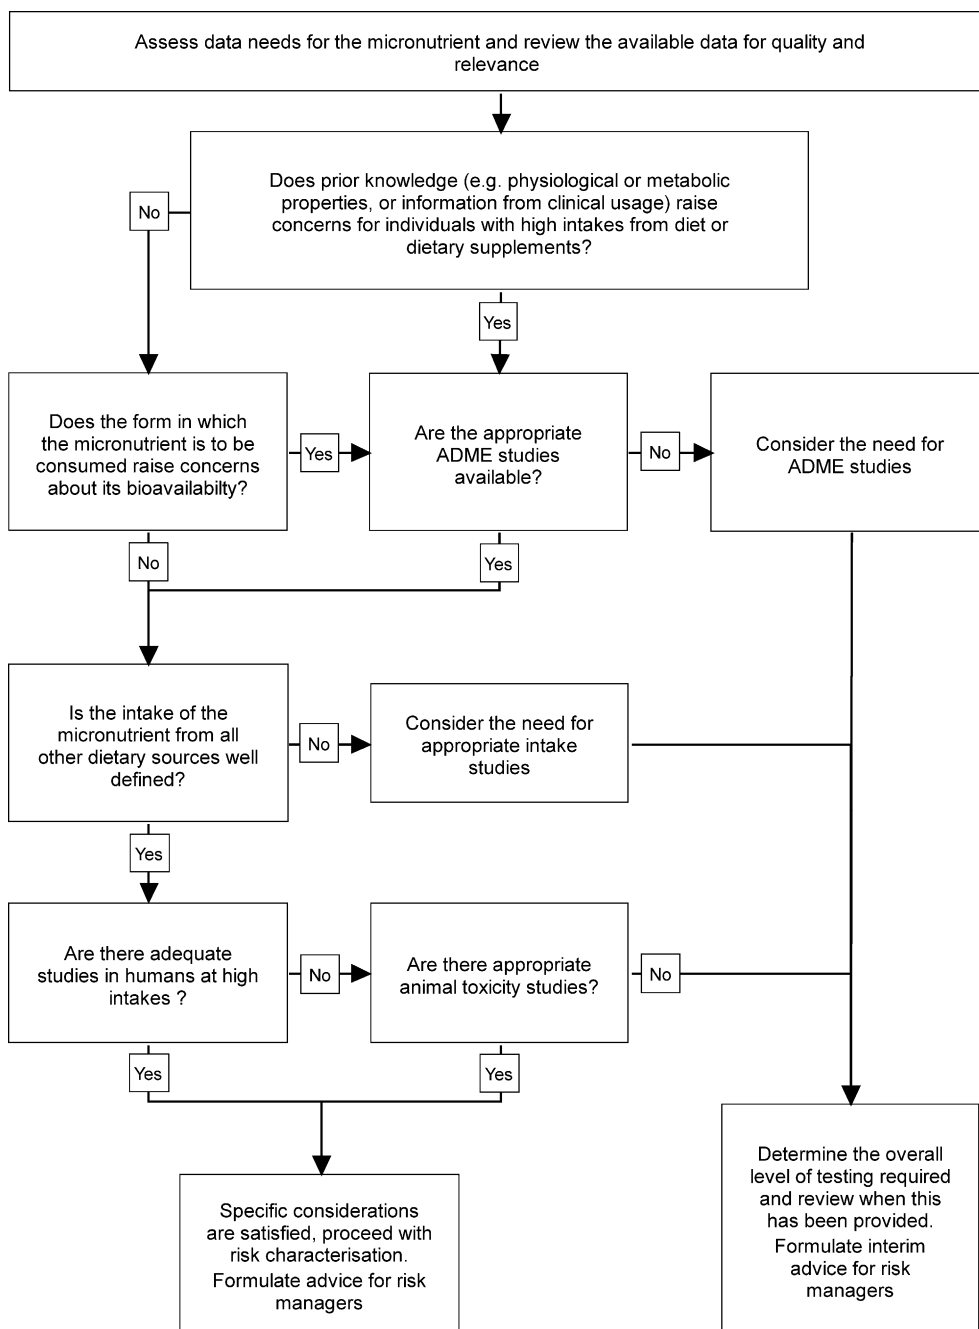 Assess data needs for the micronutrient and review the available data for quality and
relevance
Does prior knowledge (e.g. physiological or metabolic
properties, or information from clinical usage) raise
concerns for individuals with high intakes from diet or
dietary supplements?
No
Yes
Does the form in which
the micronutrient is to be
consumed raise concerns
about its bioavailabilty?
Yes
Are the appropriate
ADME studies
available?
No
Consider the need for
ADME studies
No
Yes
Is the intake of the
micronutrient from all
other dietary sources well
defined?
No
Consider the need for
appropriate intake
studies
Yes
Are there adequate
studies in humans at high
intakes ?
No
Are there appropriate
animal toxicity studies?
No
Yes
Yes
Specific considerations
are satisfied, proceed with
risk characterisation.
Formulate advice for risk
managers
Determine the overall
level of testing required
and review when this
has been provided.
Formulate interim
advice for risk
managers